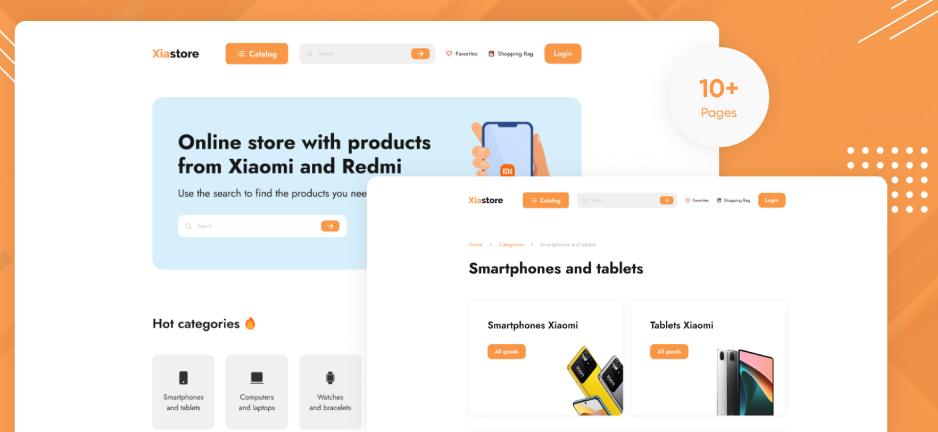 Xiastore
Catalog
Search
Favorites
Shopping Bag
Login
10+
Pages
Online store with products
from Xiaomi and Redmi
Use the search to find the products you nee
Search
Hot categories
Smartphones
and tablets
Computers
and laptops
Watches
and bracelets
Xiastore
Catalog
Search
Favorites
Shopping Bag
Login
Home
Categories
Smartphones and tablets
Smartphones and tablets
Smartphones Xiaomi
All goods
Tablets Xiaomi
All goods